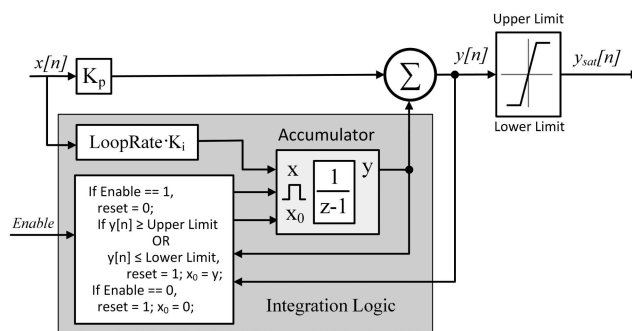 x[n]
Kp
∑
y[n]
Upper Limit
Lower Limit
ysat[n]
LoopRate·Ki
Accumulator
x
x0
1
z-1
y
Enable
If Enable == 1,
reset = 0;
If y[n] ≥ Upper Limit
OR
y[n] ≤ Lower Limit,
reset = 1; x0 = y;
If Enable == 0,
reset = 1; x0 = 0;
Integration Logic